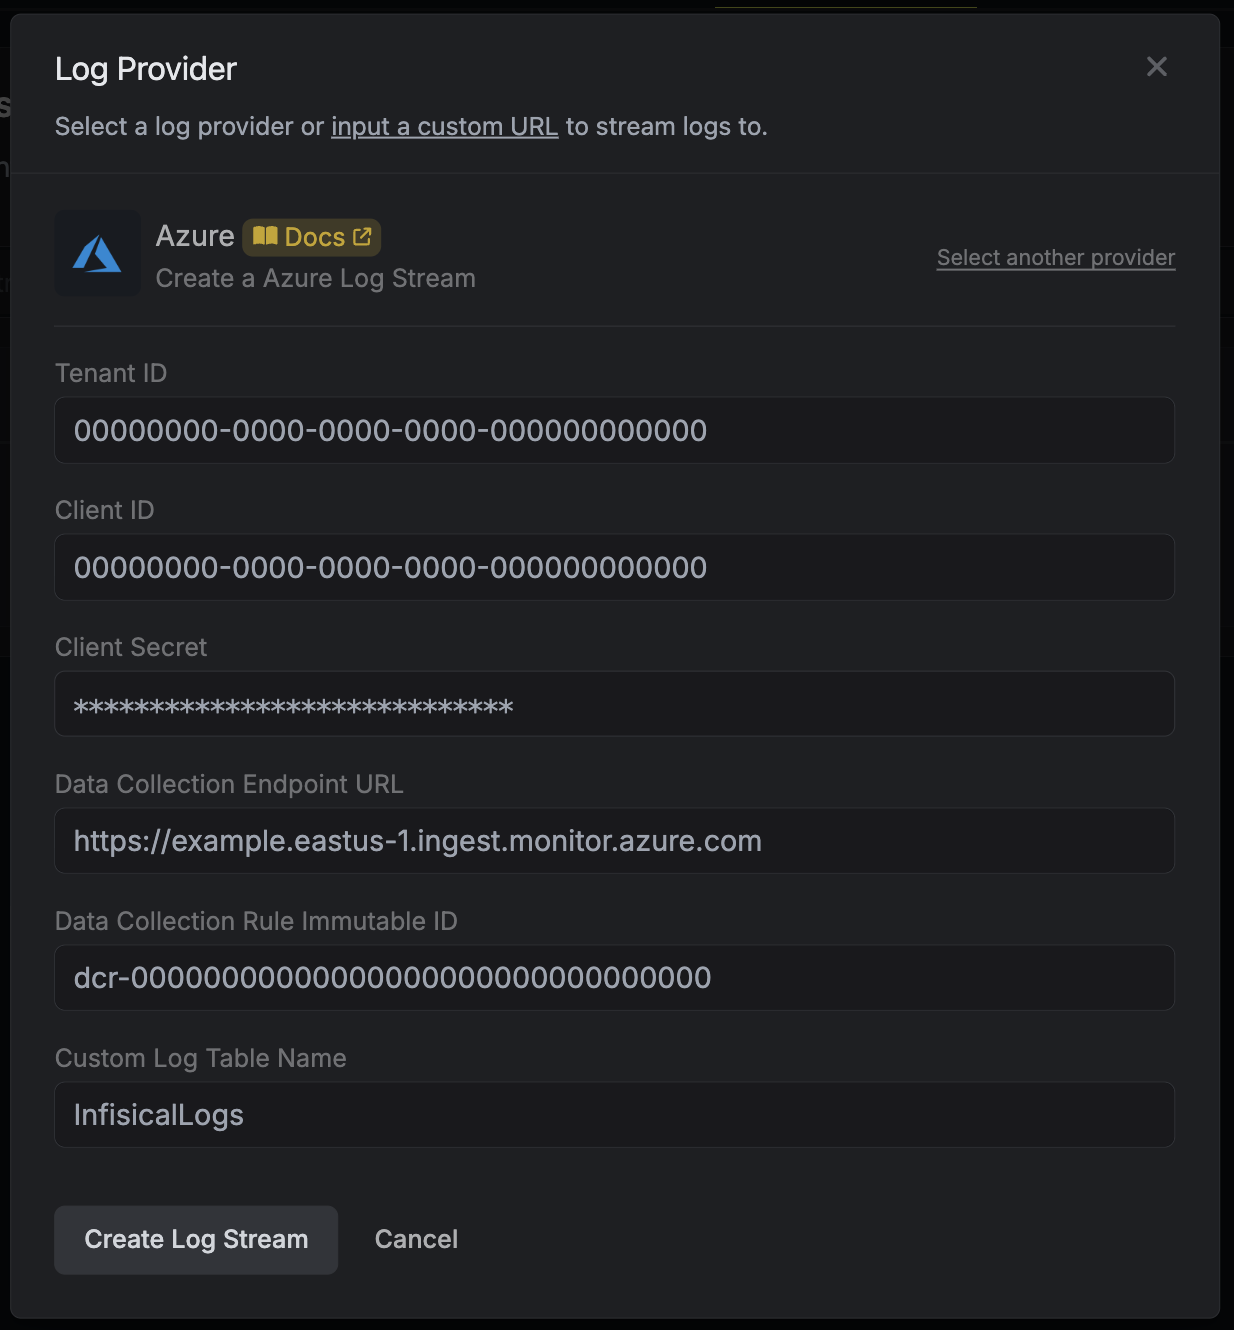 Log Provider
Select a log provider or input a custom URL to stream logs to.
Azure Docs
Create a Azure Log Stream
Select another provider
Tenant ID
00000000-0000-0000-0000-000000000000
Client ID
00000000-0000-0000-0000-000000000000
Client Secret
*****************************
Data Collection Endpoint URL
https://example.eastus-1.ingest.monitor.azure.com
Data Collection Rule Immutable ID
dcr-00000000000000000000000000000000
Custom Log Table Name
InfisicalLogs
Create Log Stream Cancel